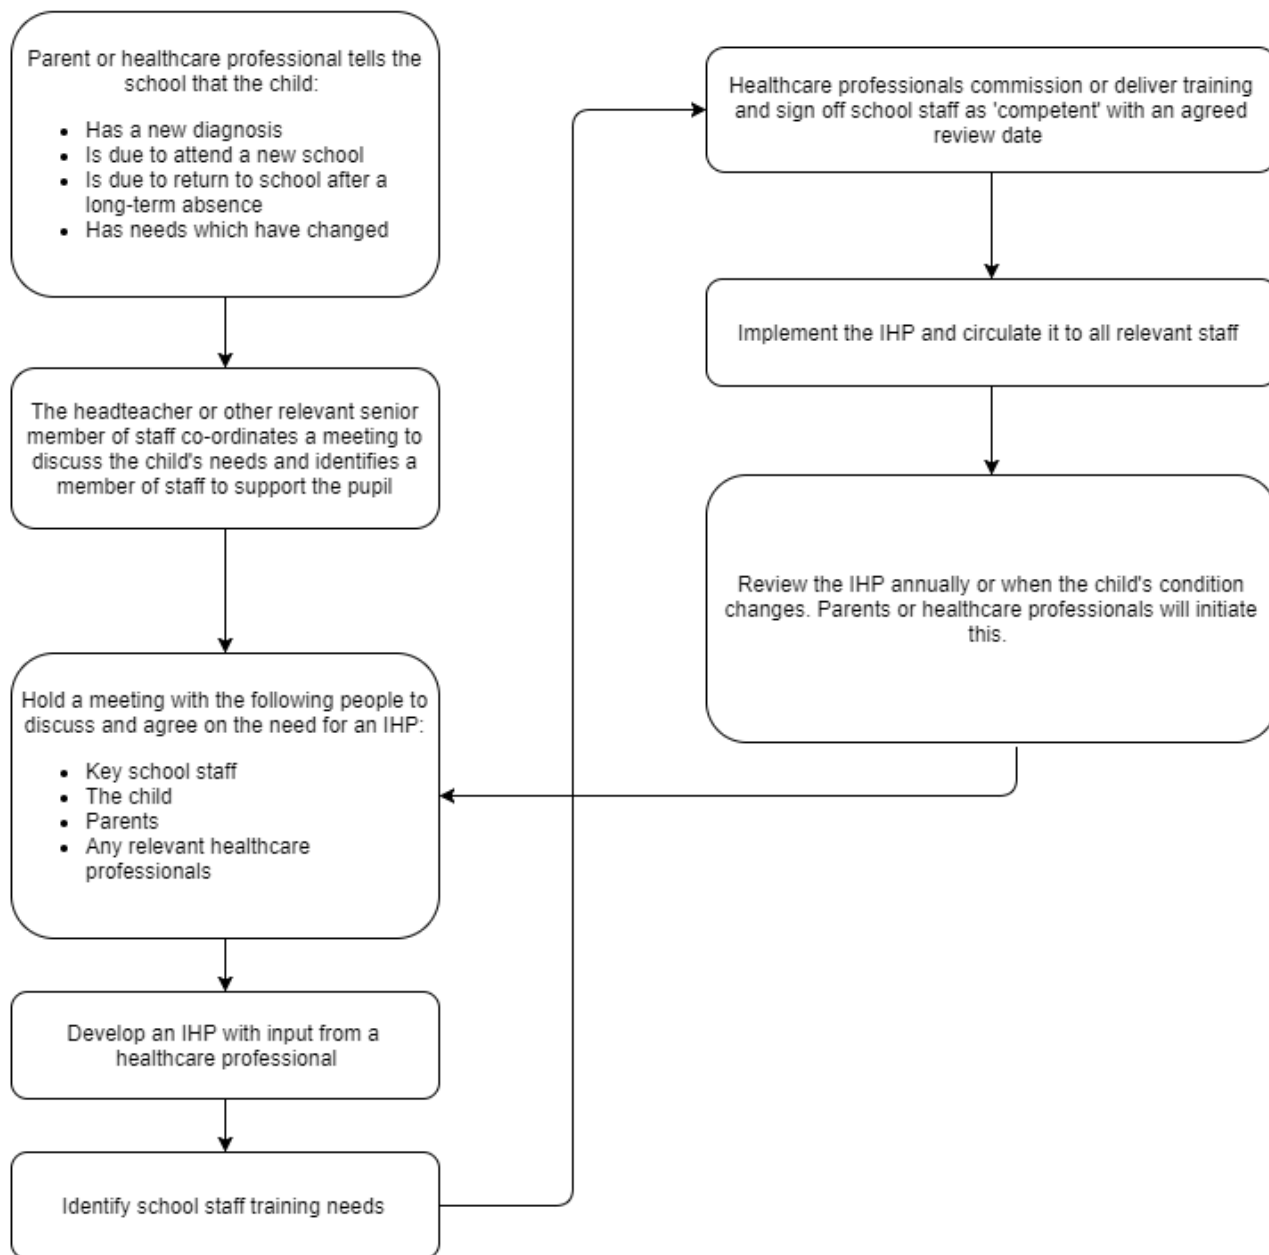 Parent or healthcare professional tells the
school that the child:
• Has a new diagnosis
• Is due to attend a new school
• Is due to return to school after a
long-term absence
• Has needs which have changed
The headteacher or other relevant senior
member of staff co-ordinates a meeting to
discuss the child's needs and identifies a
member of staff to support the pupil
Hold a meeting with the following people to
discuss and agree on the need for an IHP:
• Key school staff
• The child
• Parents
• Any relevant healthcare
professionals
Develop an IHP with input from a
healthcare professional
Identify school staff training needs
Healthcare professionals commission or deliver training
and sign off school staff as 'competent' with an agreed
review date
Implement the IHP and circulate it to all relevant staff
Review the IHP annually or when the child's condition
changes. Parents or healthcare professionals will initiate
this.